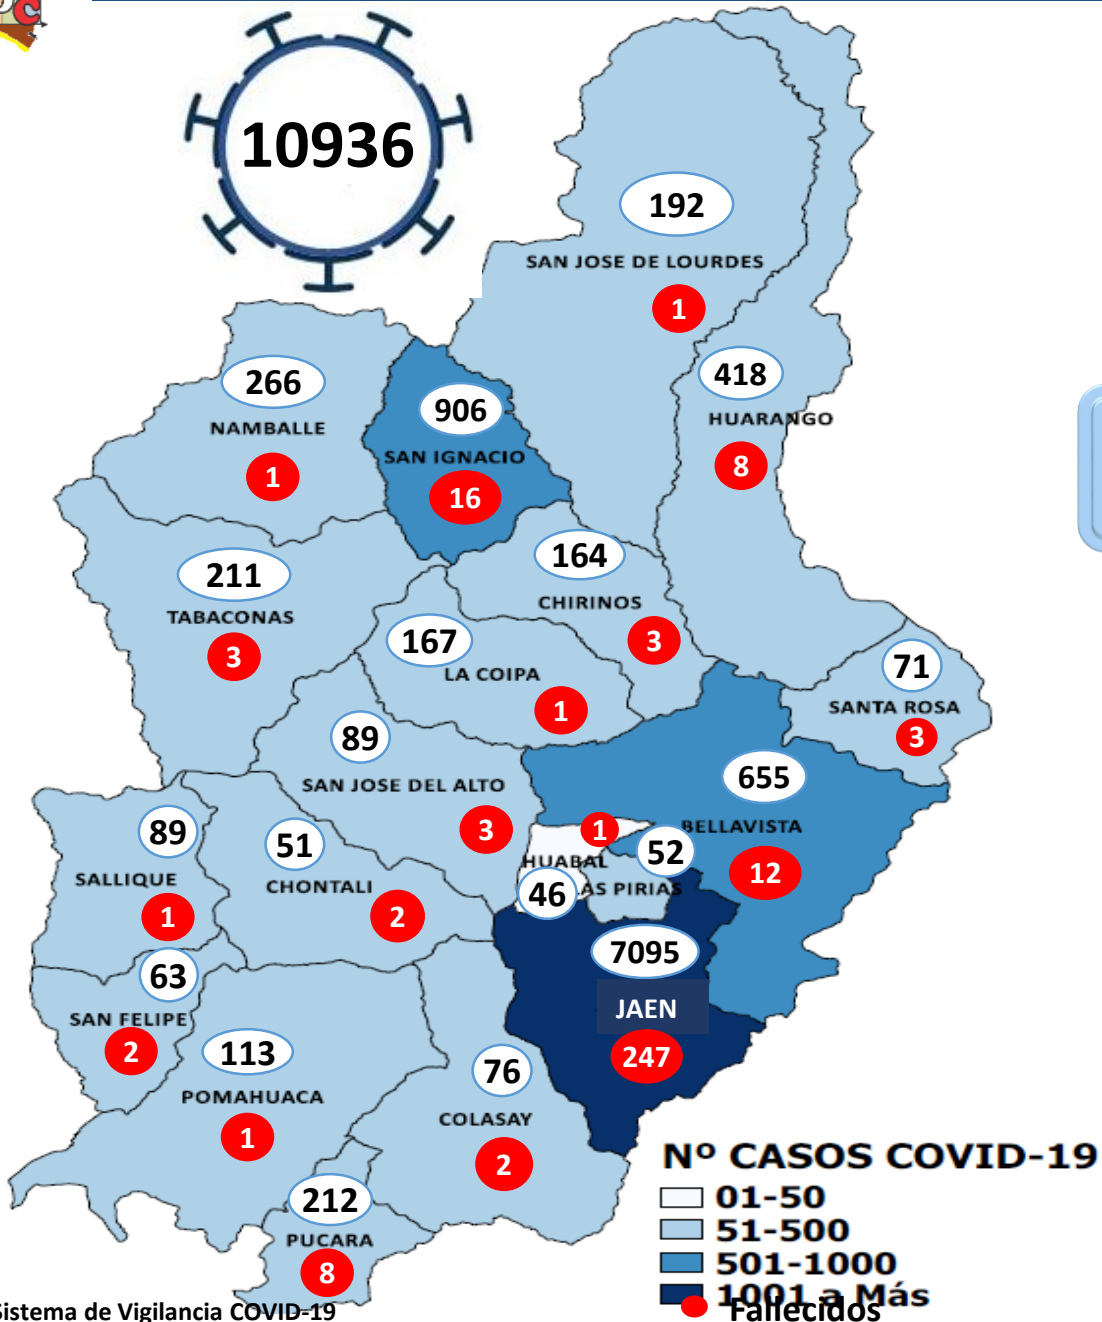 10936
192
SAN JOSE DE LOURDES
1
266
NAMBALLE
1
906
SAN IGNACIO
16
418
HUARANGO
8
211
TABACONAS
3
164
CHIRINOS
3
167
LA COIPA
1
71
SANTA ROSA
3
89
SAN JOSE DEL ALTO
3
655
BELLAVISTA
12
89
SALLIQUE
1
51
CHONTALI
2
1
HUABAL
46
52
LAS PIRIAS
7095
JAEN
247
63
SAN FELIPE
2
113
POMAHUACA
1
76
COLASAY
2
212
PUCARA
8
Nº CASOS COVID-19
01-50
51-500
501-1000
1001 a Más
Fallecidos
Sistema de Vigilancia COVID-19